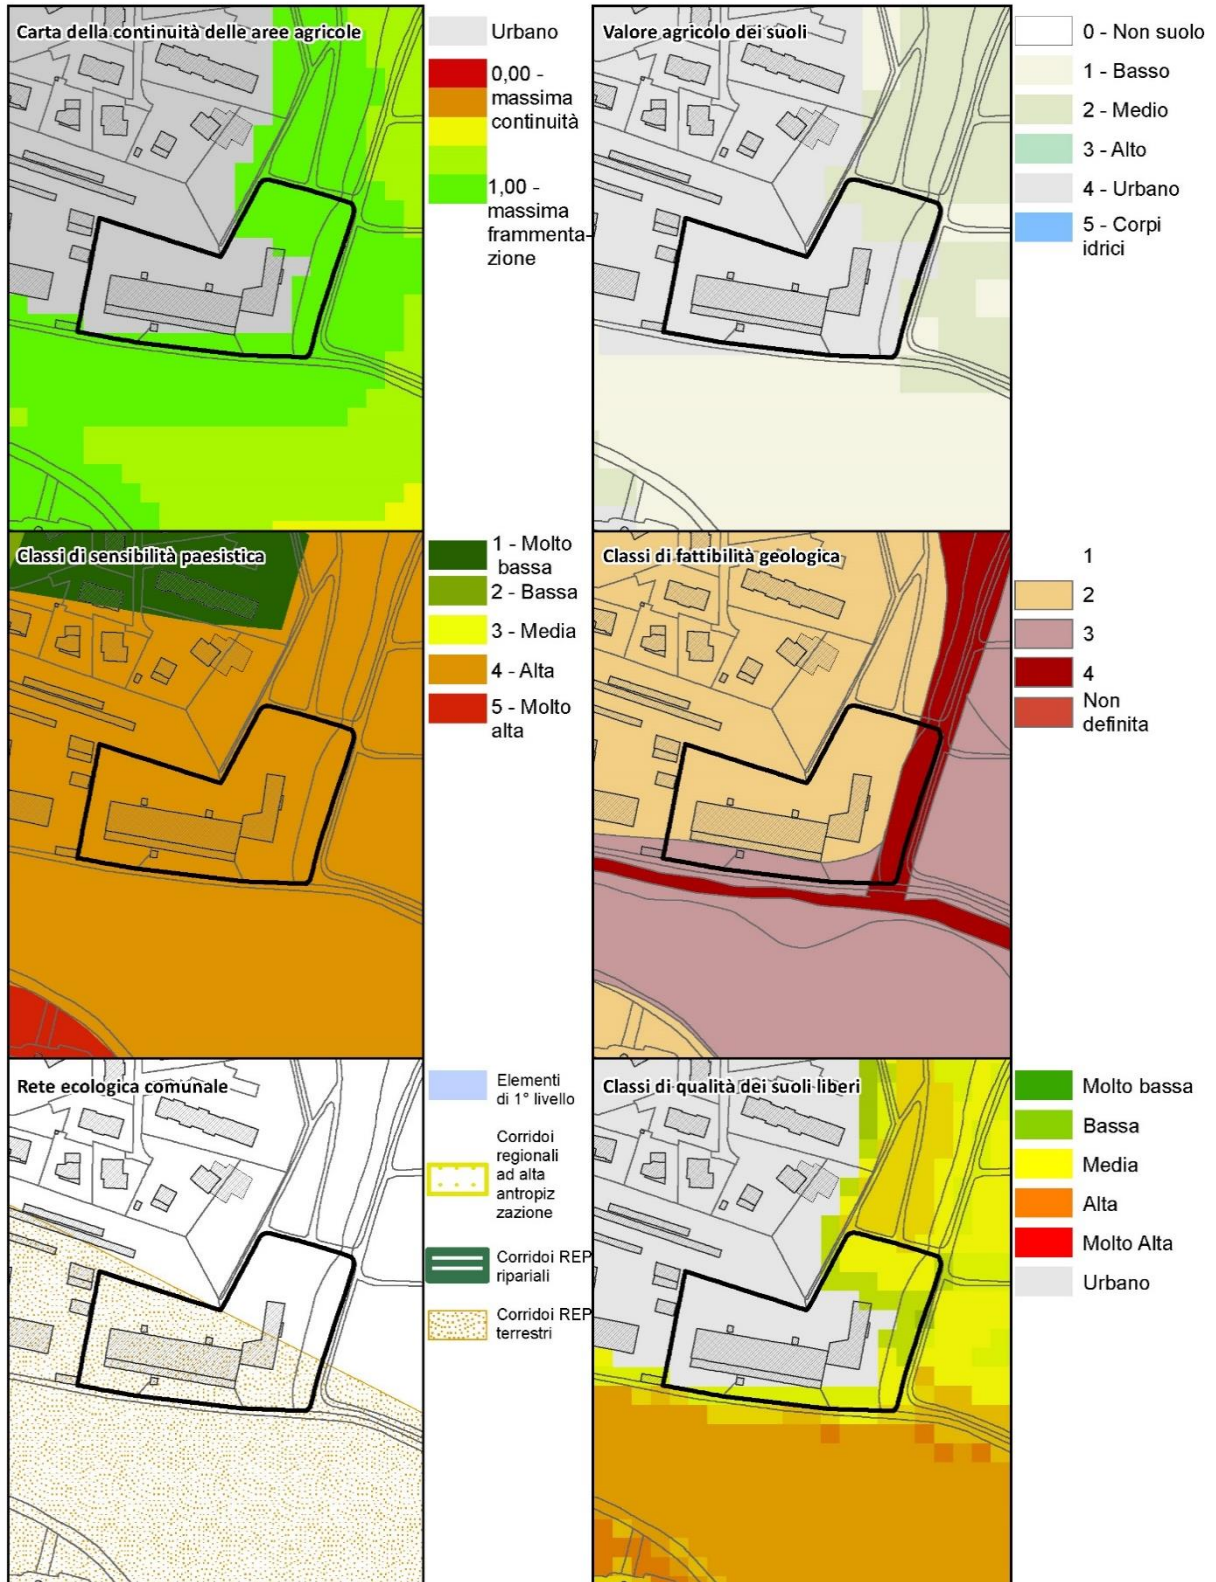 Carta della continuità delle aree agricole
Urbano
0,00 -
massima
continuità
1,00 -
massima
frammenta-
zione
Valore agricolo dei suoli
0 - Non suolo
1 - Basso
2 - Medio
3 - Alto
4 - Urbano
5 - Corpi
idrici
Classi di sensibilità paesistica
1 - Molto
bassa
2 - Bassa
3 - Media
4 - Alta
5 - Molto
alta
Classi di fattibilità geologica
1
2
3
4
Non
definita
Rete ecologica comunale
Elementi
di 1° livello
Corridoi
regionali
ad alta
antropiz
zazione
Corridoi REP
ripariali
Corridoi REP
terrestri
Classi di qualità dei suoli liberi
Molto bassa
Bassa
Media
Alta
Molto Alta
Urbano